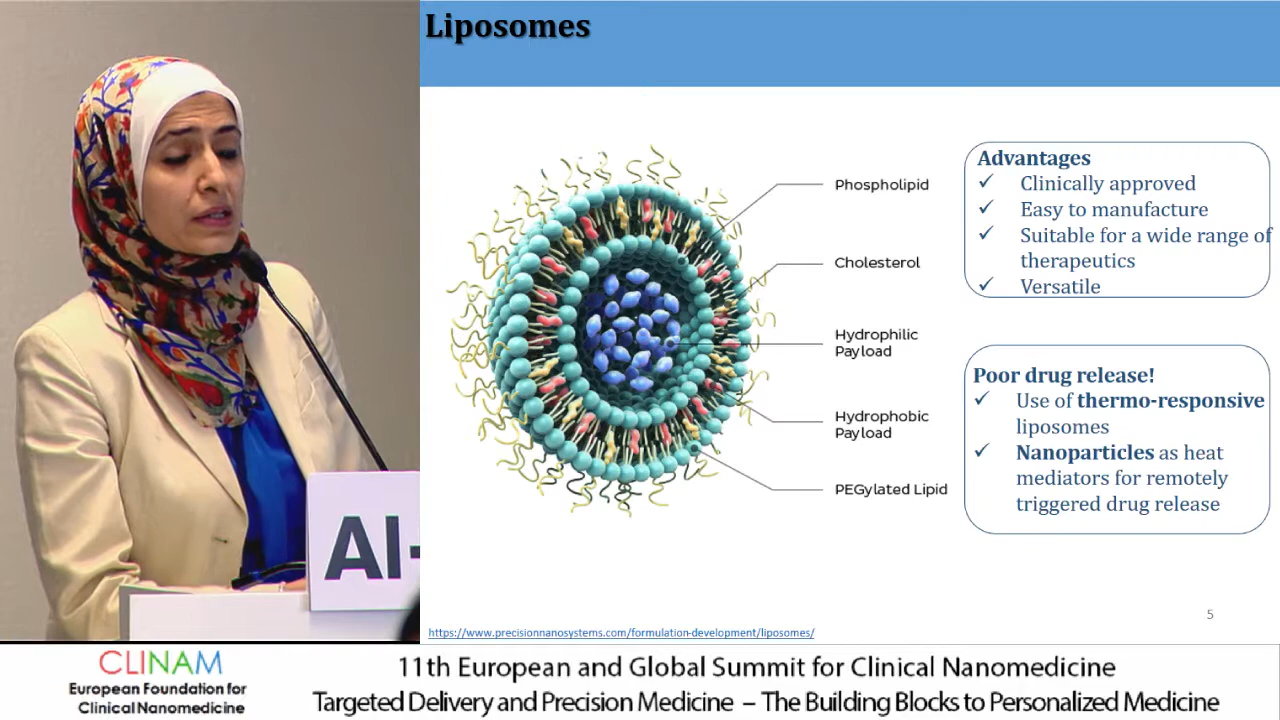 Liposomes
Phospholipid
Cholesterol
Hydrophilic
Payload
Hydrophobic
Payload
PEGylated Lipid
Advantages
✓ Clinically approved
✓ Easy to manufacture
✓ Suitable for a wide range of
therapeutics
✓ Versatile
Poor drug release!
✓ Use of thermo-responsive
liposomes
✓ Nanoparticles as heat
mediators for remotely
triggered drug release
5
https://www.precisionnanosystems.com/formulation-development/liposomes/
AI-
CLINAM
European Foundation for
Clinical Nanomedicine
11th European and Global Summit for Clinical Nanomedicine
Targeted Delivery and Precision Medicine – The Building Blocks to Personalized Medicine